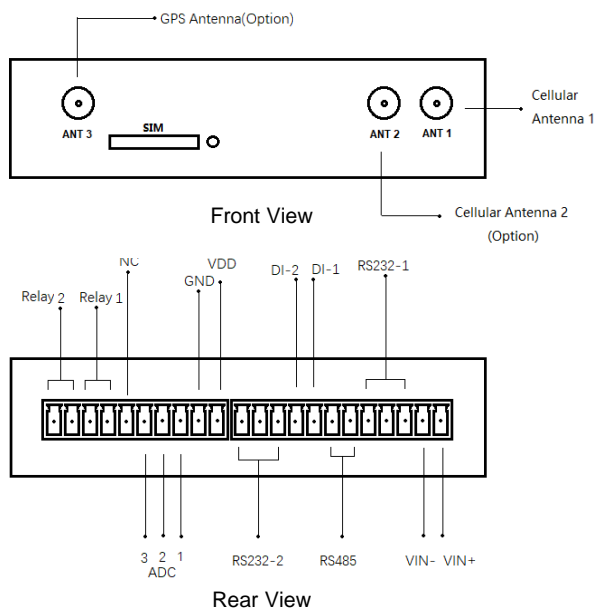 GPS Antenna(Option)
ANT 3
SIM
ANT 2
ANT 1
Cellular
Antenna 1
Front View
Cellular Antenna 2
(Option)
NC
VDD
GND
DI-2
DI-1
RS232-1
Relay 2
Relay 1
3 2 1
ADC
RS232-2
RS485
VIN-
VIN+
Rear View